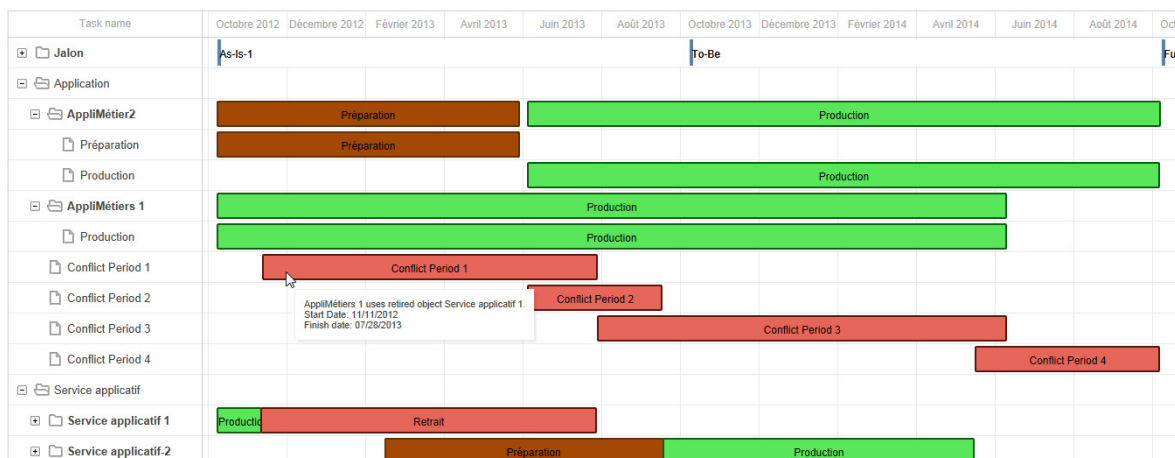 Task name Octobre 2012 Décembre 2012 Février 2013 Avril 2013 Juin 2013 Août 2013 Octobre 2013 Décembre 2013 Février 2014 Avril 2014 Juin 2014 Août 2014 Oct
Jalon As-Is-1 To-Be Fu
Application
AppliMétier2 Préparation Production
Préparation Préparation
Production Production
AppliMétiers 1 Production
Production Production
Conflict Period 1 Conflict Period 1
Conflict Period 2 Conflict Period 2
AppliMétiers 1 uses retired object Service applicatif 1.
Start Date: 11/11/2012
Finish date: 07/28/2013
Conflict Period 3 Conflict Period 3
Conflict Period 4 Conflict Period 4
Service applicatif
Service applicatif 1 Productic Retrait
Service applicatif-2 Préparation Production